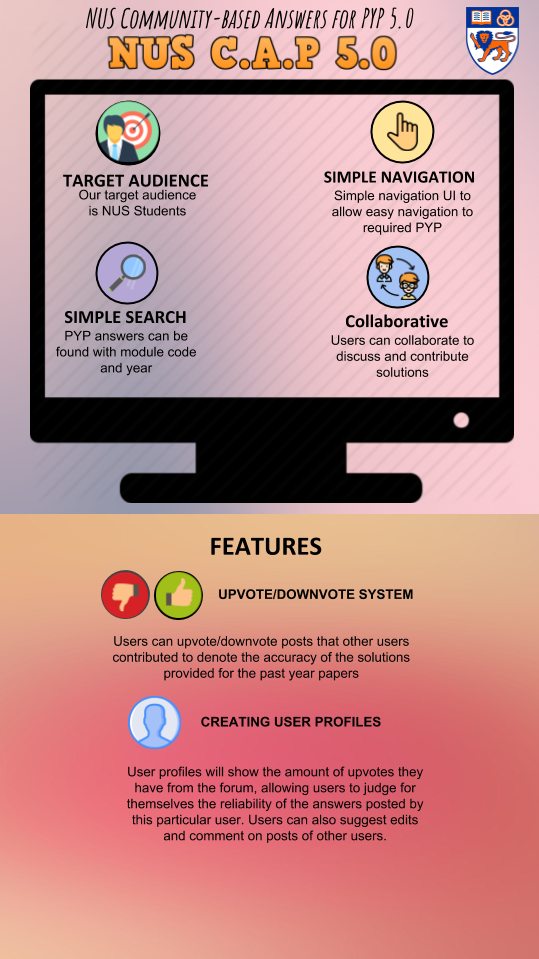 NUS Community-based Answers for PYP 5.0
NUS C.A.P 5.0
TARGET AUDIENCE
Our target audience
is NUS Students
SIMPLE NAVIGATION
Simple navigation UI to
allow easy navigation to
required PYP
SIMPLE SEARCH
PYP answers can be
found with module code
and year
Collaborative
Users can collaborate to
discuss and contribute
solutions
FEATURES
UPVOTE/DOWNVOTE SYSTEM
Users can upvote/downvote posts that other users
contributed to denote the accuracy of the solutions
provided for the past year papers
CREATING USER PROFILES
User profiles will show the amount of upvotes they
have from the forum, allowing users to judge for
themselves the reliability of the answers posted by
this particular user. Users can also suggest edits
and comment on posts of other users.